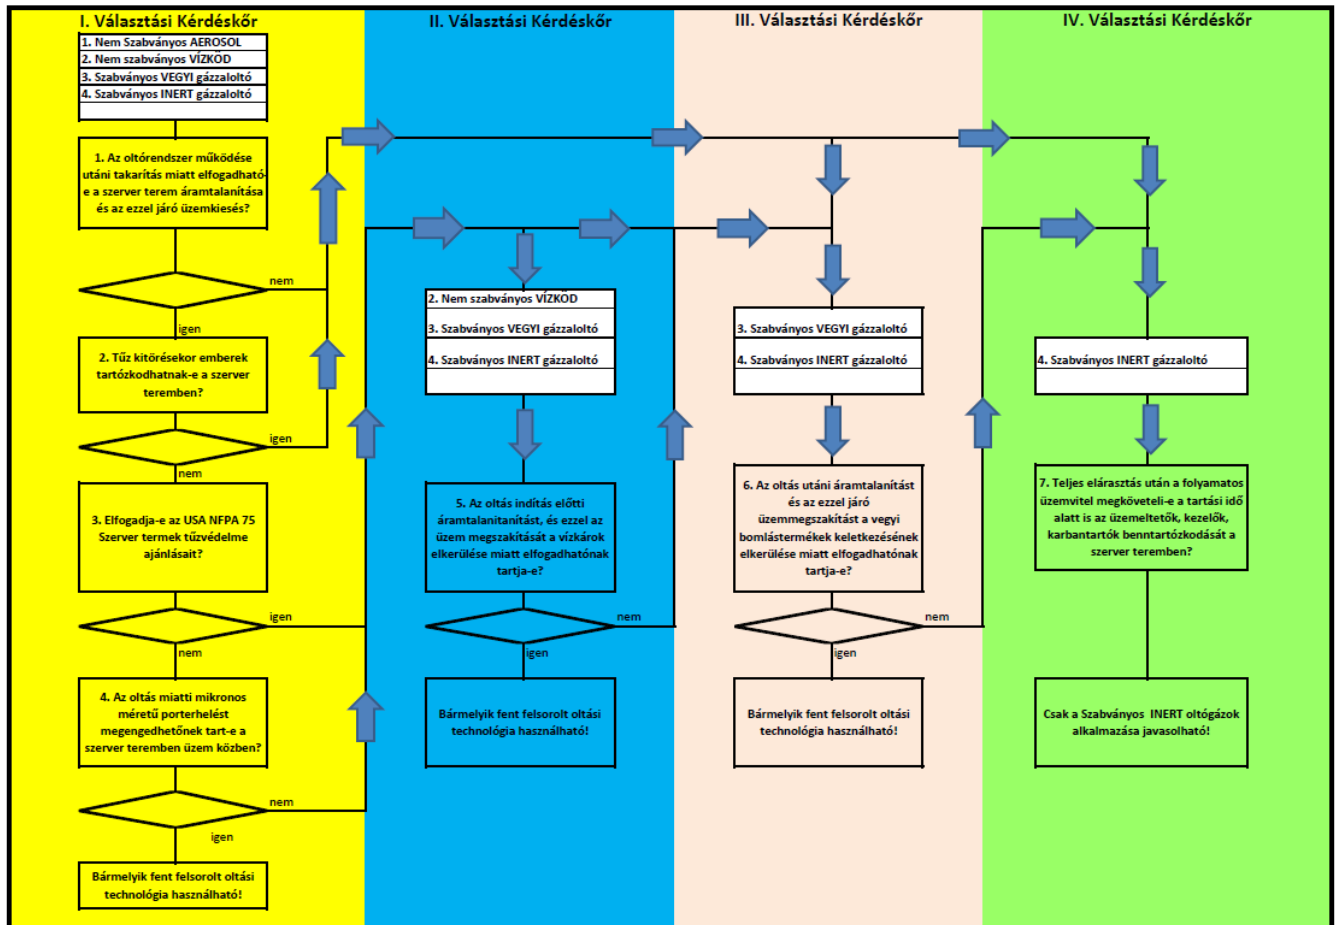 I. Választási Kérdéskőr
1. Nem Szabványos AEROSOL
2. Nem szabványos VÍZKÖD
3. Szabványos VEGYI gázzaloltó
4. Szabványos INERT gázzaloltó
1. Az oltórendszer működése
utáni takarítás miatt elfogadható-
e a szerver terem áramtalanítása
és az ezzel járó üzemkiesés?
nem
igen
2. Tűz kitörésekor emberek
tartózkodhatnak-e a szerver
teremben?
igen
nem
3. Elfogadja-e az USA NFPA 75
Szerver termek tűzvédelme
ajánlásait?
igen
nem
4. Az oltás miatti mikronos
méretű porterhelést
megengedhetőnek tart-e a
szerver teremben üzem közben?
nem
igen
Bármelyik fent felsorolt oltási
technológia használható!
II. Választási Kérdéskőr
2. Nem szabványos VÍZKÖD
3. Szabványos VEGYI gázzaloltó
4. Szabványos INERT gázzaloltó
5. Az oltás indítás előtti
áramtalanitanítást, és ezzel az
üzem megszakítását a vízkárok
elkerülése miatt elfogadhatónak
tartja-e?
nem
igen
Bármelyik fent felsorolt oltási
technológia használható!
III. Választási Kérdéskőr
3. Szabványos VEGYI gázzaloltó
4. Szabványos INERT gázzaloltó
6. Az oltás utáni áramtalanítást
és az ezzel járó
üzemmegszakítást a vegyi
bomlástermékek keletkezésének
elkerülése miatt elfogadhatónak
tartja-e?
nem
igen
Bármelyik fent felsorolt oltási
technológia használható!
IV. Választási Kérdéskőr
4. Szabványos INERT gázzaloltó
7. Teljes elárasztás után a folyamatos
üzemvitel megköveteli-e a tartási idő
alatt is az üzemeltetők, kezelők,
karbantartók benntartózkodását a
szerver teremben?
Csak a Szabványos INERT oltógázok
alkalmazása javasolható!